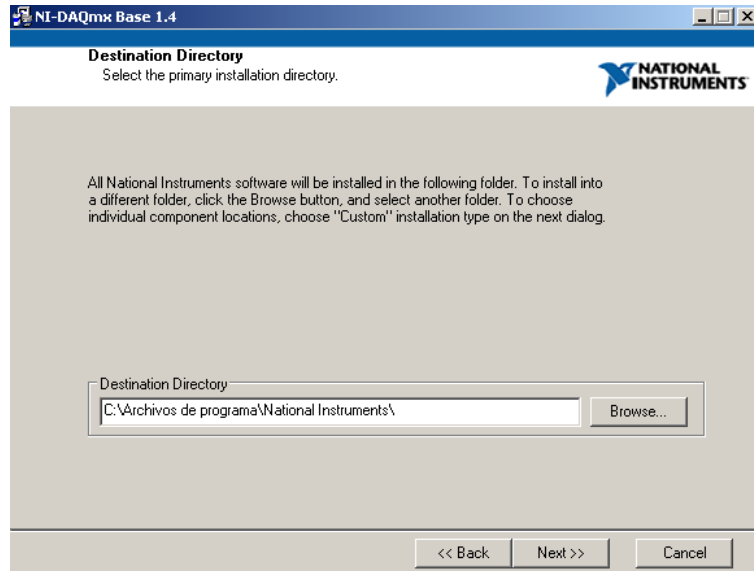 NI-DAQmx Base 1.4
Destination Directory
Select the primary installation directory.
NATIONAL
INSTRUMENTS
All National Instruments software will be installed in the following folder. To install into
a different folder, click the Browse button, and select another folder. To choose
individual component locations, choose "Custom" installation type on the next dialog.
Destination Directory
C:\Archivos de programa\National Instruments\
Browse...
<< Back
Next >>
Cancel